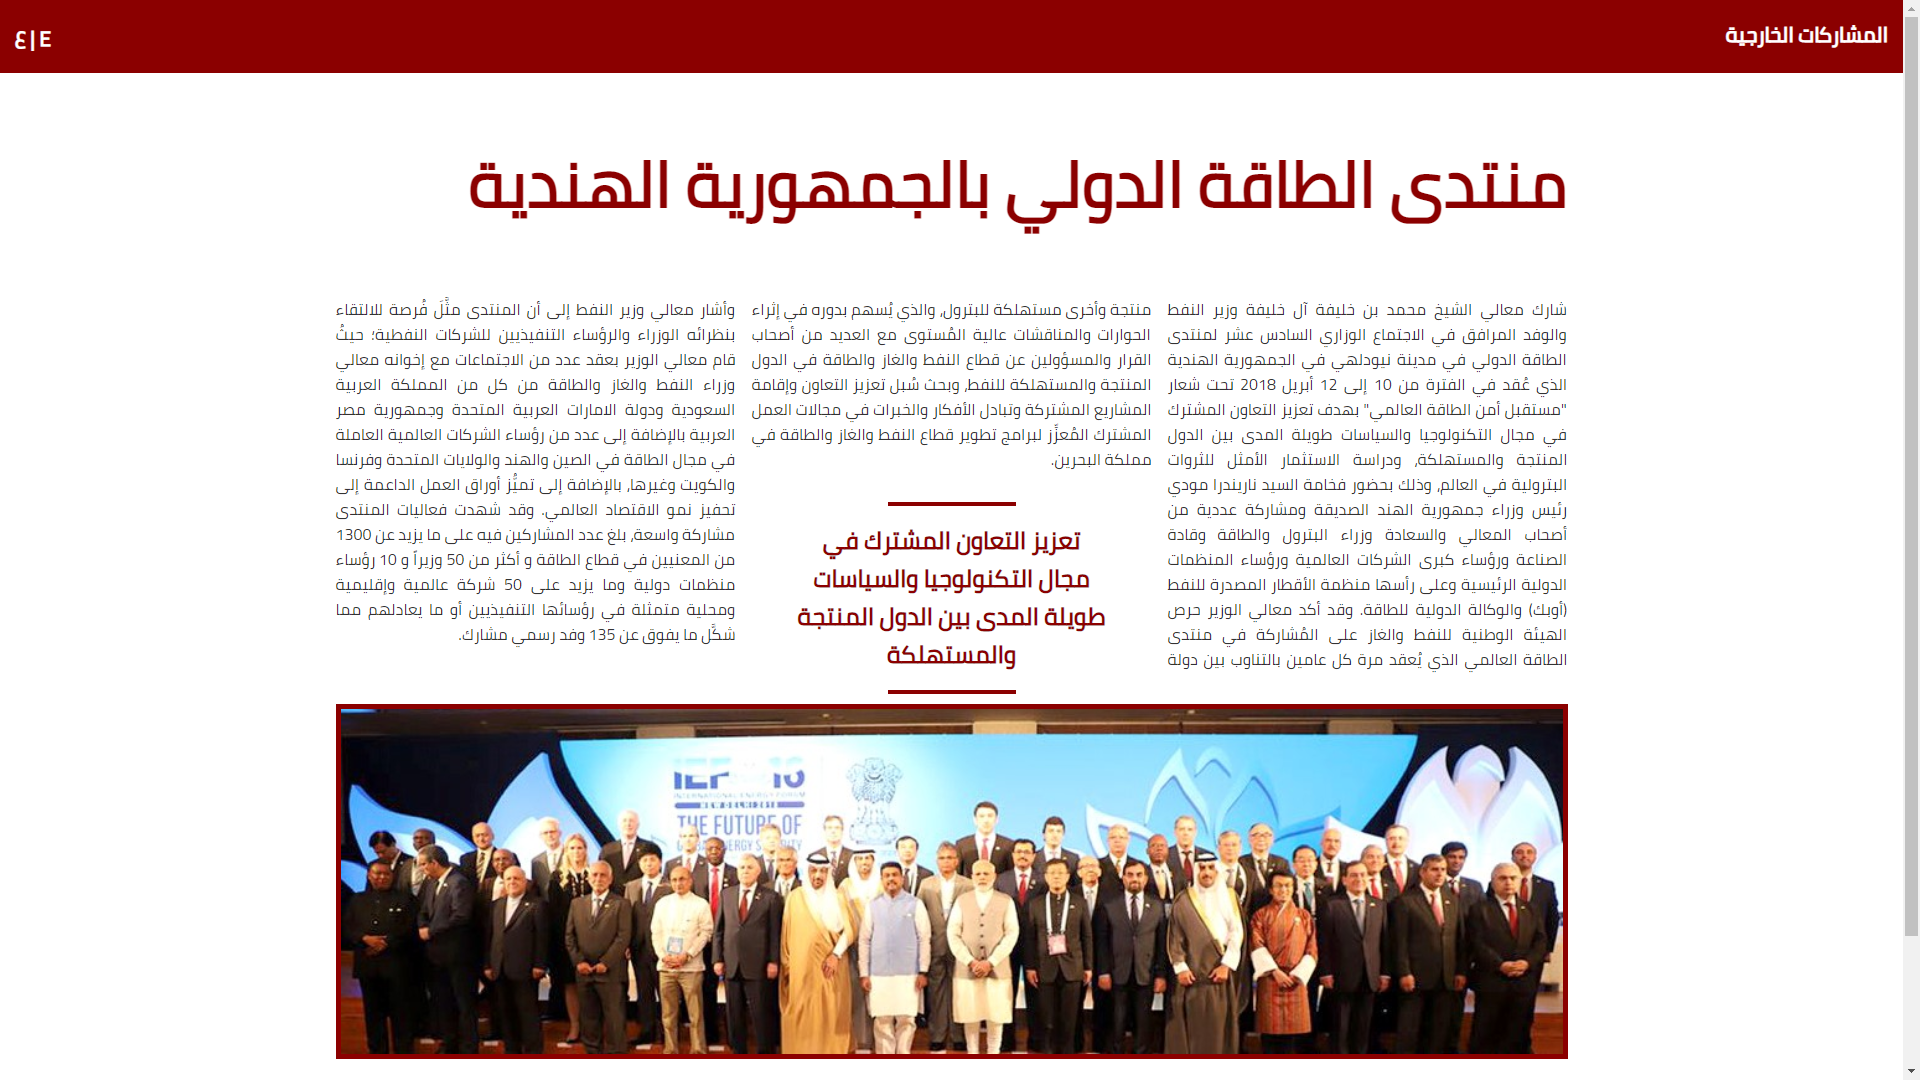 المشاركات الخارجية
E | ع
منتدى الطاقة الدولي بالجمهورية الهندية
شارك معالي الشيخ محمد بن خليفة آل خليفة وزير النفط
والوفد المرافق في الاجتماع الوزاري السادس عشر لمنتدى
الطاقة الدولي في مدينة نيودلهي في الجمهورية الهندية
الذي عُقد في الفترة من 10 إلى 12 أبريل 2018 تحت شعار
"مستقبل أمن الطاقة العالمي" بهدف تعزيز التعاون المشترك
في مجال التكنولوجيا والسياسات طويلة المدى بين الدول
المنتجة والمستهلكة، ودراسة الاستثمار الأمثل للثروات
البترولية في العالم، وذلك بحضور فخامة السيد ناريندرا مودي
رئيس وزراء جمهورية الهند الصديقة ومشاركة عددية من
أصحاب المعالي والسعادة وزراء البترول والطاقة وقادة
الصناعة ورؤساء كبرى الشركات العالمية ورؤساء المنظمات
الدولية الرئيسية وعلى رأسها منظمة الأقطار المصدرة للنفط
(أوبك) والوكالة الدولية للطاقة. وقد أكد معالي الوزير حرص
الهيئة الوطنية للنفط والغاز على المُشاركة في منتدى
الطاقة العالمي الذي يُعقد مرة كل عامين بالتناوب بين دولة
منتجة وأخرى مستهلكة للبترول، والذي يُسهم بدوره في إثراء
الحوارات والمناقشات عالية المُستوى مع العديد من أصحاب
القرار والمسؤولين عن قطاع النفط والغاز والطاقة في الدول
المنتجة والمستهلكة للنفط، وبحث سُبل تعزيز التعاون وإقامة
المشاريع المشتركة وتبادل الأفكار والخبرات في مجالات العمل
المشترك المُعزِّز لبرامج تطوير قطاع النفط والغاز والطاقة في
مملكة البحرين.
تعزيز التعاون المشترك في
مجال التكنولوجيا والسياسات
طويلة المدى بين الدول المنتجة
والمستهلكة
وأشار معالي وزير النفط إلى أن المنتدى مثَّلَ فُرصة للالتقاء
بنظرائه الوزراء والرؤساء التنفيذيين للشركات النفطية؛ حيثُ
قام معالي الوزير بعقد عدد من الاجتماعات مع إخوانه معالي
وزراء النفط والغاز والطاقة من كل من المملكة العربية
السعودية ودولة الامارات العربية المتحدة وجمهورية مصر
العربية بالإضافة إلى عدد من رؤساء الشركات العالمية العاملة
في مجال الطاقة في الصين والهند والولايات المتحدة وفرنسا
والكويت وغيرها، بالإضافة إلى تميُّز أوراق العمل الداعمة إلى
تحفيز نمو الاقتصاد العالمي. وقد شهدت فعاليات المنتدى
مشاركة واسعة، بلغ عدد المشاركين فيه على ما يزيد عن 1300
من المعنيين في قطاع الطاقة و أكثر من 50 وزيراً و 10 رؤساء
منظمات دولية وما يزيد على 50 شركة عالمية وإقليمية
ومحلية متمثلة في رؤسائها التنفيذيين أو ما يعادلهم مما
شكَّل ما يفوق عن 135 وفد رسمي مشارك.
INTERNATIONAL ENERGY FORUM
NEW DELHI 2018
THE FUTURE OF
ENERGY SECURITY